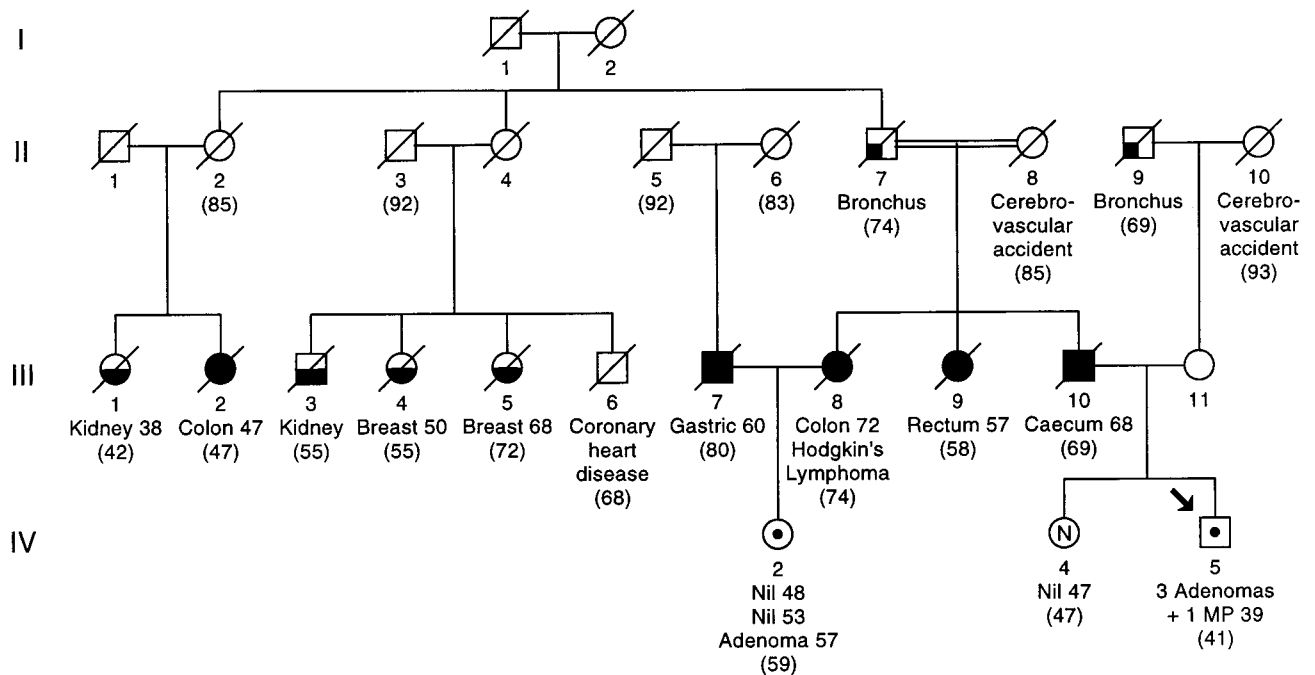 I
1 2
II
1 2 3 4 5 6 7 8 9 10
(85) (92) (92) (83) Bronchus Cerebro- Bronchus Cerebro-
(74) vascular (69) vascular
accident accident
(85) (93)
III
1 2 3 4 5 6 7 8 9 10 11
Kidney 38 Colon 47 Kidney Breast 50 Breast 68 Coronary Gastric 60 Colon 72 Rectum 57 Caecum 68
(42) (47) (55) (55) (72) heart (80) Hodgkin's (58) (69)
disease Lymphoma
(68) (74)
IV
N
2 4 5
Nil 48 Nil 47 3 Adenomas
Nil 53 (47) + 1 MP 39
Adenoma 57 (41)
(59)